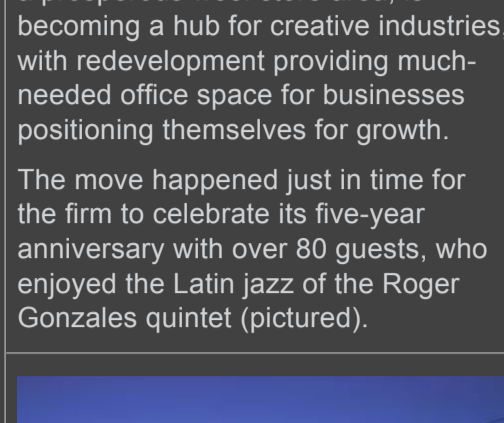 becoming a hub for creative industries,
with redevelopment providing much-
needed office space for businesses
positioning themselves for growth.
The move happened just in time for
the firm to celebrate its five-year
anniversary with over 80 guests, who
enjoyed the Latin jazz of the Roger
Gonzales quintet (pictured).